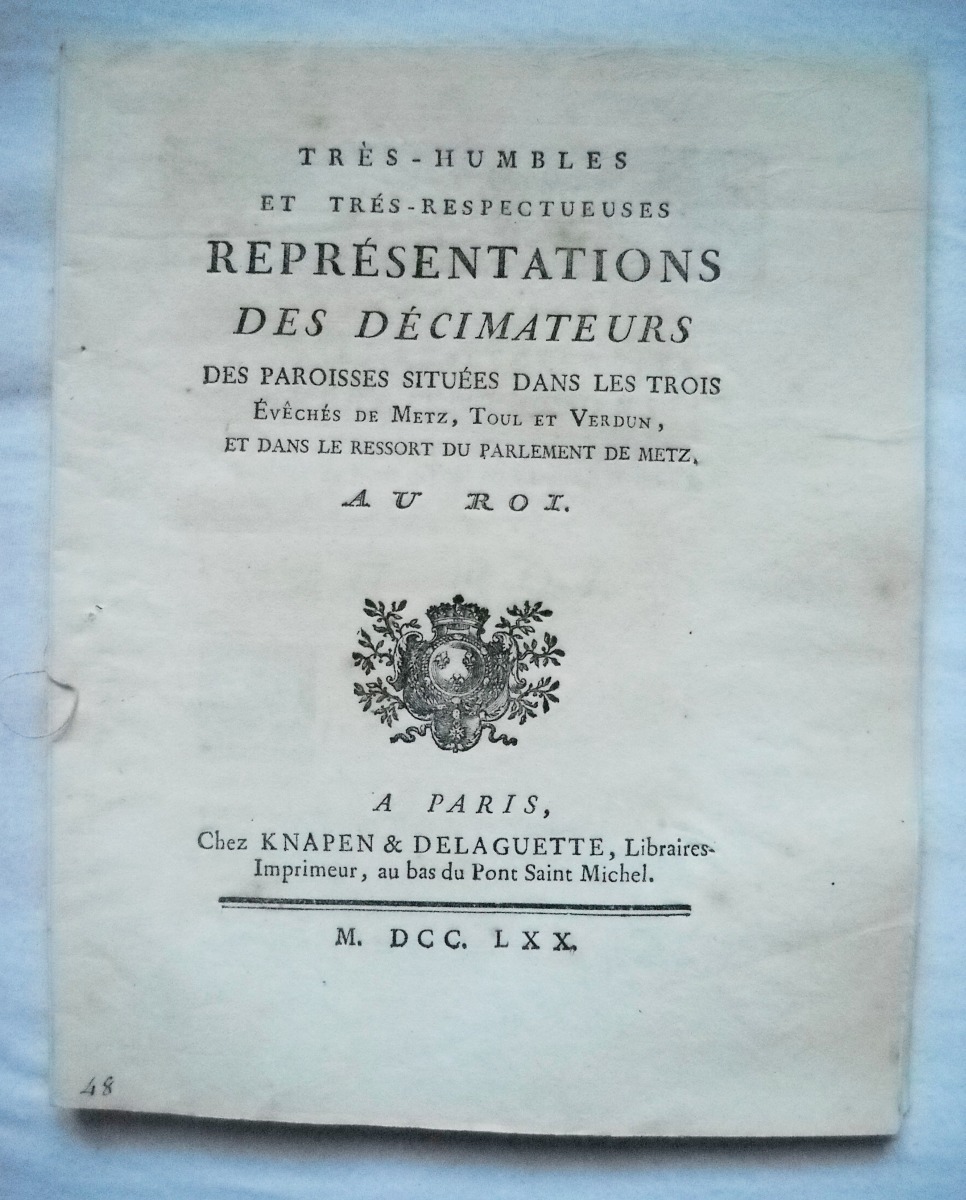 TRÈS-HUMBLES
ET TRÉS-RESPECTUEUSES
REPRÉSENTATIONS
DES DÉCIMATEURS
DES PAROISSES SITUÉES DANS LES TROIS
ÉVÊCHÉS DE METZ, TOUL ET VERDUN,
ET DANS LE RESSORT DU PARLEMENT DE METZ,
AU ROI.
A PARIS,
Chez KNAPEN & DELAGUETTE, Libraires-
Imprimeur, au bas du Pont Saint Michel.
M. DCC. LXX.
48